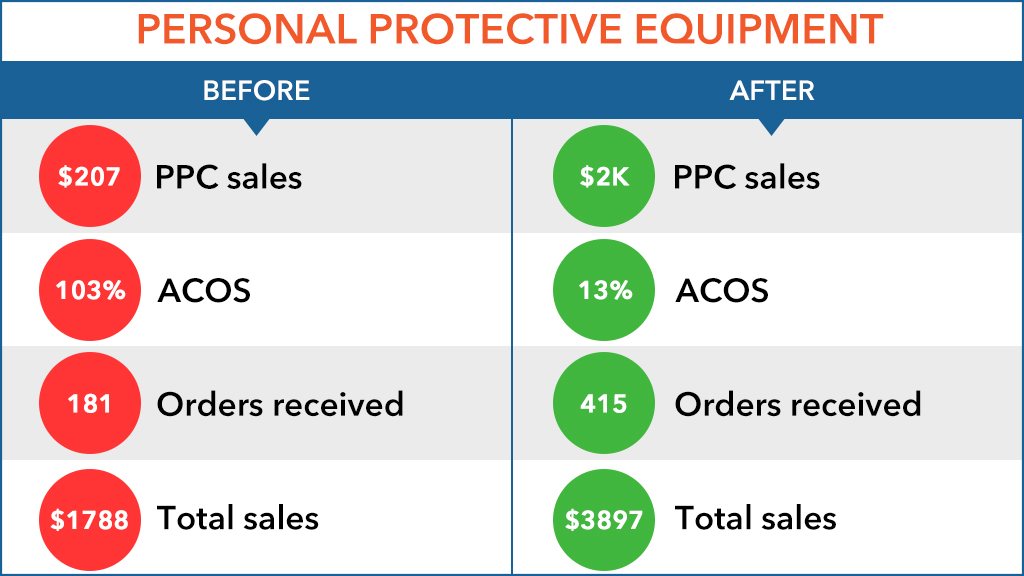 PERSONAL PROTECTIVE EQUIPMENT
BEFORE
AFTER
$207 PPC sales
$2K PPC sales
103% ACOS
13% ACOS
181 Orders received
415 Orders received
$1788 Total sales
$3897 Total sales